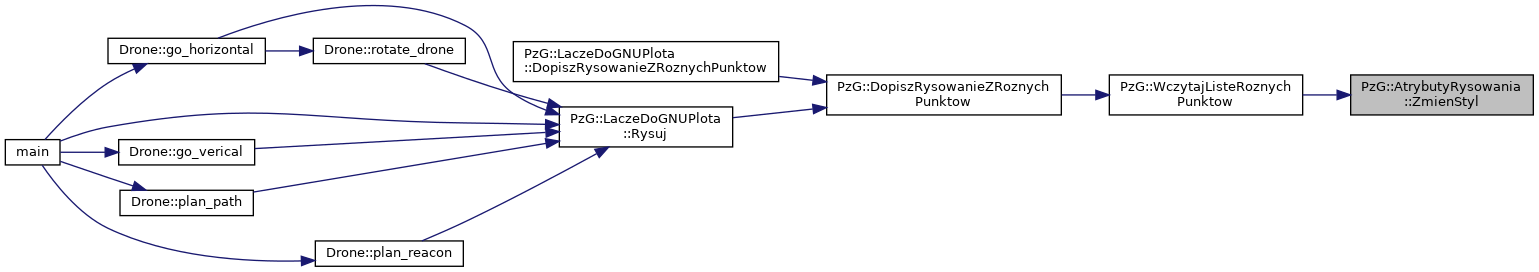 Drone::go_horizontal
Drone::rotate_drone
PzG::LaczeDoGNUPlota
::DopiszRysowanieZRoznychPunktow
PzG::DopiszRysowanieZRoznych
Punktow
PzG::WczytajListeRoznych
Punktow
PzG::AtrybutyRysowania
::ZmienStyl
PzG::LaczeDoGNUPlota
::Rysuj
main
Drone::go_verical
Drone::plan_path
Drone::plan_reacon